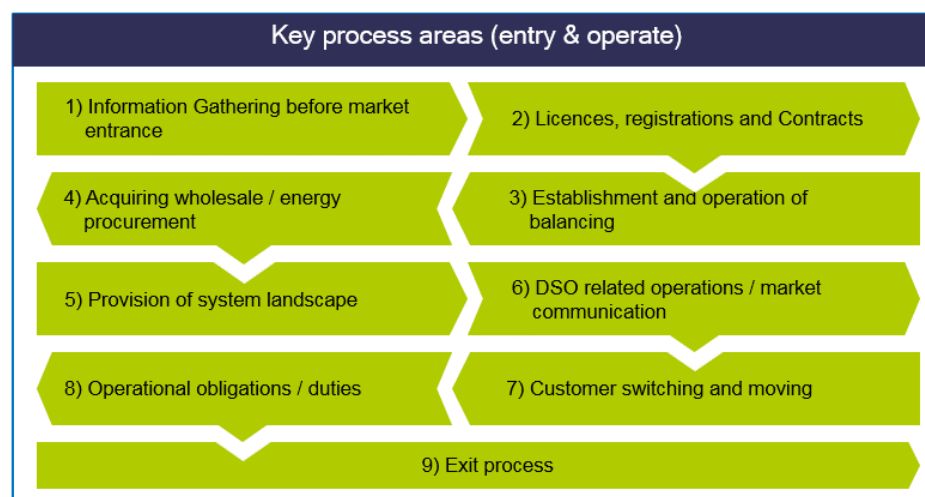 Key process areas (entry & operate)
1) Information Gathering before market
entrance
2) Licences, registrations and Contracts
4) Acquiring wholesale / energy
procurement
3) Establishment and operation of
balancing
5) Provision of system landscape
6) DSO related operations / market
communication
8) Operational obligations / duties
7) Customer switching and moving
9) Exit process